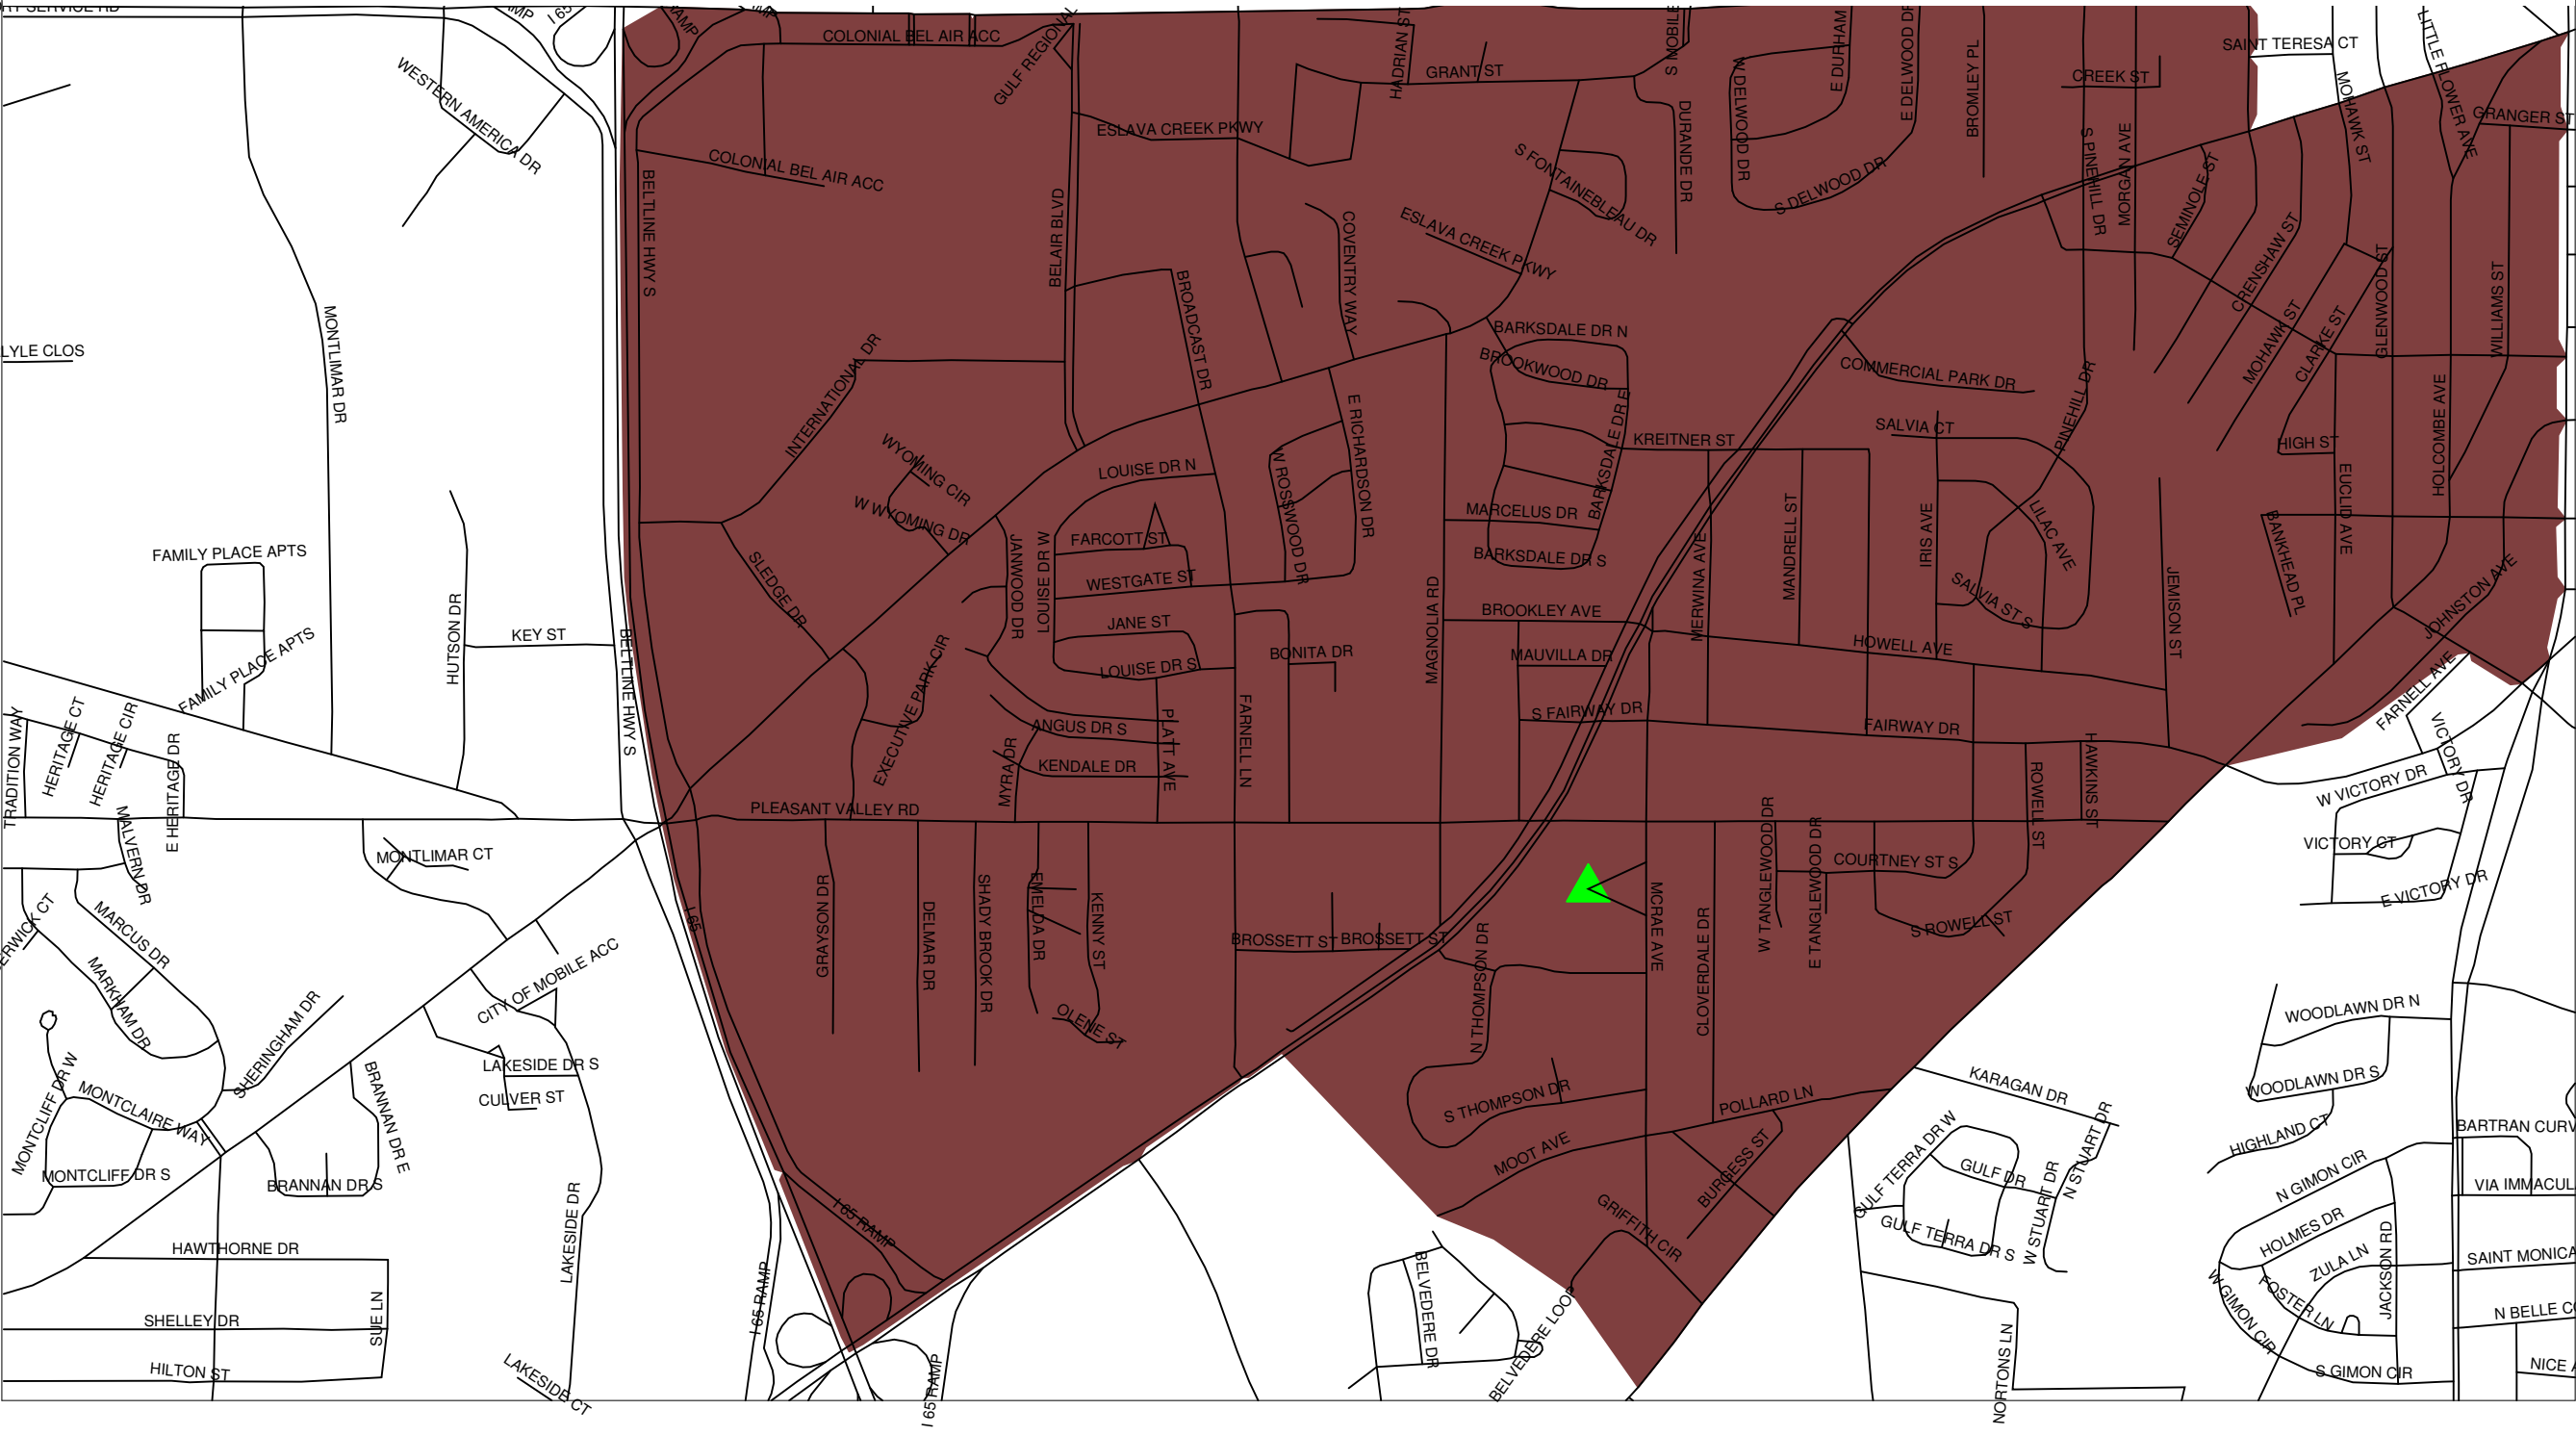 RY SERVICE RD
I 65
COLONIAL BEL AIR ACC
GULF REGIONAL
HADRIAN ST
GRANT ST
S MOBILE
W DELWOOD DR
E DURHAM
E DELWOOD DR
BROMLEY PL
CREEK ST
SAINT TERESA CT
MOHAWK ST
LITTLE FLOWER AVE
GRANGER ST
WESTERN AMERICA DR
COLONIAL BEL AIR ACC
BELTLINE HWY S
BELAIR BLVD
ESLAVA CREEK PKWY
S FONTAINEBLEAU DR
ESLAVA CREEK PKWY
DURANDE DR
S DELWOOD DR
S PINEHILL DR
MORGAN AVE
SEMINOLE ST
CRENSHAW ST
MOHAWK ST
CLARKE ST
GLENWOOD ST
WILLIAMS ST
MONTLIMAR DR
LYLE CLOS
INTERNATIONAL DR
BROADCAST DR
COVENTRY WAY
BARKSDALE DR N
BROOKWOOD DR
BARKSDALE DR E
COMMERCIAL PARK DR
SALVIA CT
PINEHILL DR
HIGH ST
EUCLID AVE
HOLCOMBE AVE
WYOMING CIR
W WYOMING DR
LOUISE DR N
W ROSSWOOD DR
E RICHARDSON DR
KREITNER ST
MARCELUS DR
BARKSDALE DR S
MERWINA AVE
MANDRELL ST
IRIS AVE
LILAC AVE
SALVIA ST S
JEMISON ST
BANKHEAD PL
JOHNSTON AVE
FAMILY PLACE APTS
FAMILY PLACE APTS
HUTSON DR
KEY ST
BELTLINE HWY S
SLEDGE DR
JANWOOD DR
LOUISE DR W
FARCOTT ST
WESTGATE ST
JANE ST
LOUISE DR S
BONITA DR
MAGNOLIA RD
BROOKLEY AVE
MAUVILLA DR
HOWELL AVE
S FAIRWAY DR
FAIRWAY DR
HAWKINS ST
ROWELL ST
FARNELL AVE
VICTORY DR
W VICTORY DR
VICTORY CT
E VICTORY DR
TRADITION WAY
HERITAGE CT
HERITAGE CIR
E HERITAGE DR
MALVERN DR
EXECUTIVE PARK CIR
MYRA DR
ANGUS DR S
KENDALE DR
PLATT AVE
FARNELL LN
PLEASANT VALLEY RD
MONTLIMAR CT
MARCUS DR
MARKHAM DR
ERWICK CT
SHERINGHAM DR
CITY OF MOBILE ACC
I 65
GRAYSON DR
DELMAR DR
SHADY BROOK DR
EMELDA DR
KENNY ST
OLENE ST
BROSSETT ST
BROSSETT ST
N THOMPSON DR
MCRAE AVE
CLOVERDALE DR
W TANGLEWOOD DR
E TANGLEWOOD DR
COURTNEY ST S
S ROWELL ST
WOODLAWN DR N
WOODLAWN DR S
HIGHLAND CT
MONTCLIFF DR W
MONTCLAIRE WAY
MONTCLIFF DR S
BRANNAN DR E
BRANNAN DR S
LAKESIDE DR S
CULVER ST
LAKESIDE DR
S THOMPSON DR
POLLARD LN
MOOT AVE
BURGESS ST
GRIFFITH CIR
KARAGAN DR
GULF TERRA DR W
GULF DR
GULF TERRA DR S
W STUART DR
N STUART DR
N GIMON CIR
HOLMES DR
ZULA LN
FOSTER LN
JACKSON RD
W GIMON CIR
S GIMON CIR
BARTRAN CURV
VIA IMMACUL
SAINT MONICA
N BELLE C
NICE A
HAWTHORNE DR
SHELLEY DR
HILTON ST
SUE LN
LAKESIDE CT
I 65 RAMP
I 65 RAMP
I 65 RAMP
BELVEDERE DR
BELVEDERE LOOP
NORTONS LN